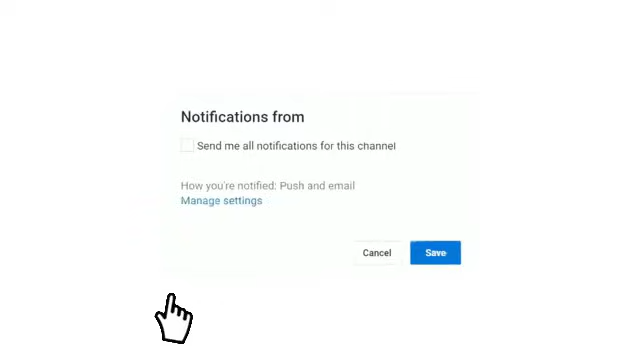 Notifications from
Send me all notifications for this channel
How you're notified: Push and email
Manage settings
Cancel
Save